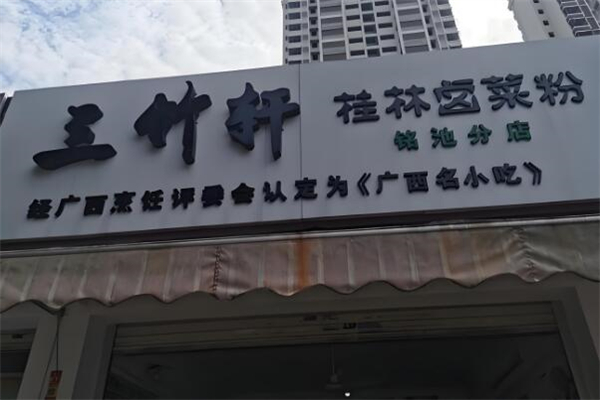 三竹轩
桂林卤菜粉
铭池分店
经广西烹饪评委会认定为《广西名小吃》